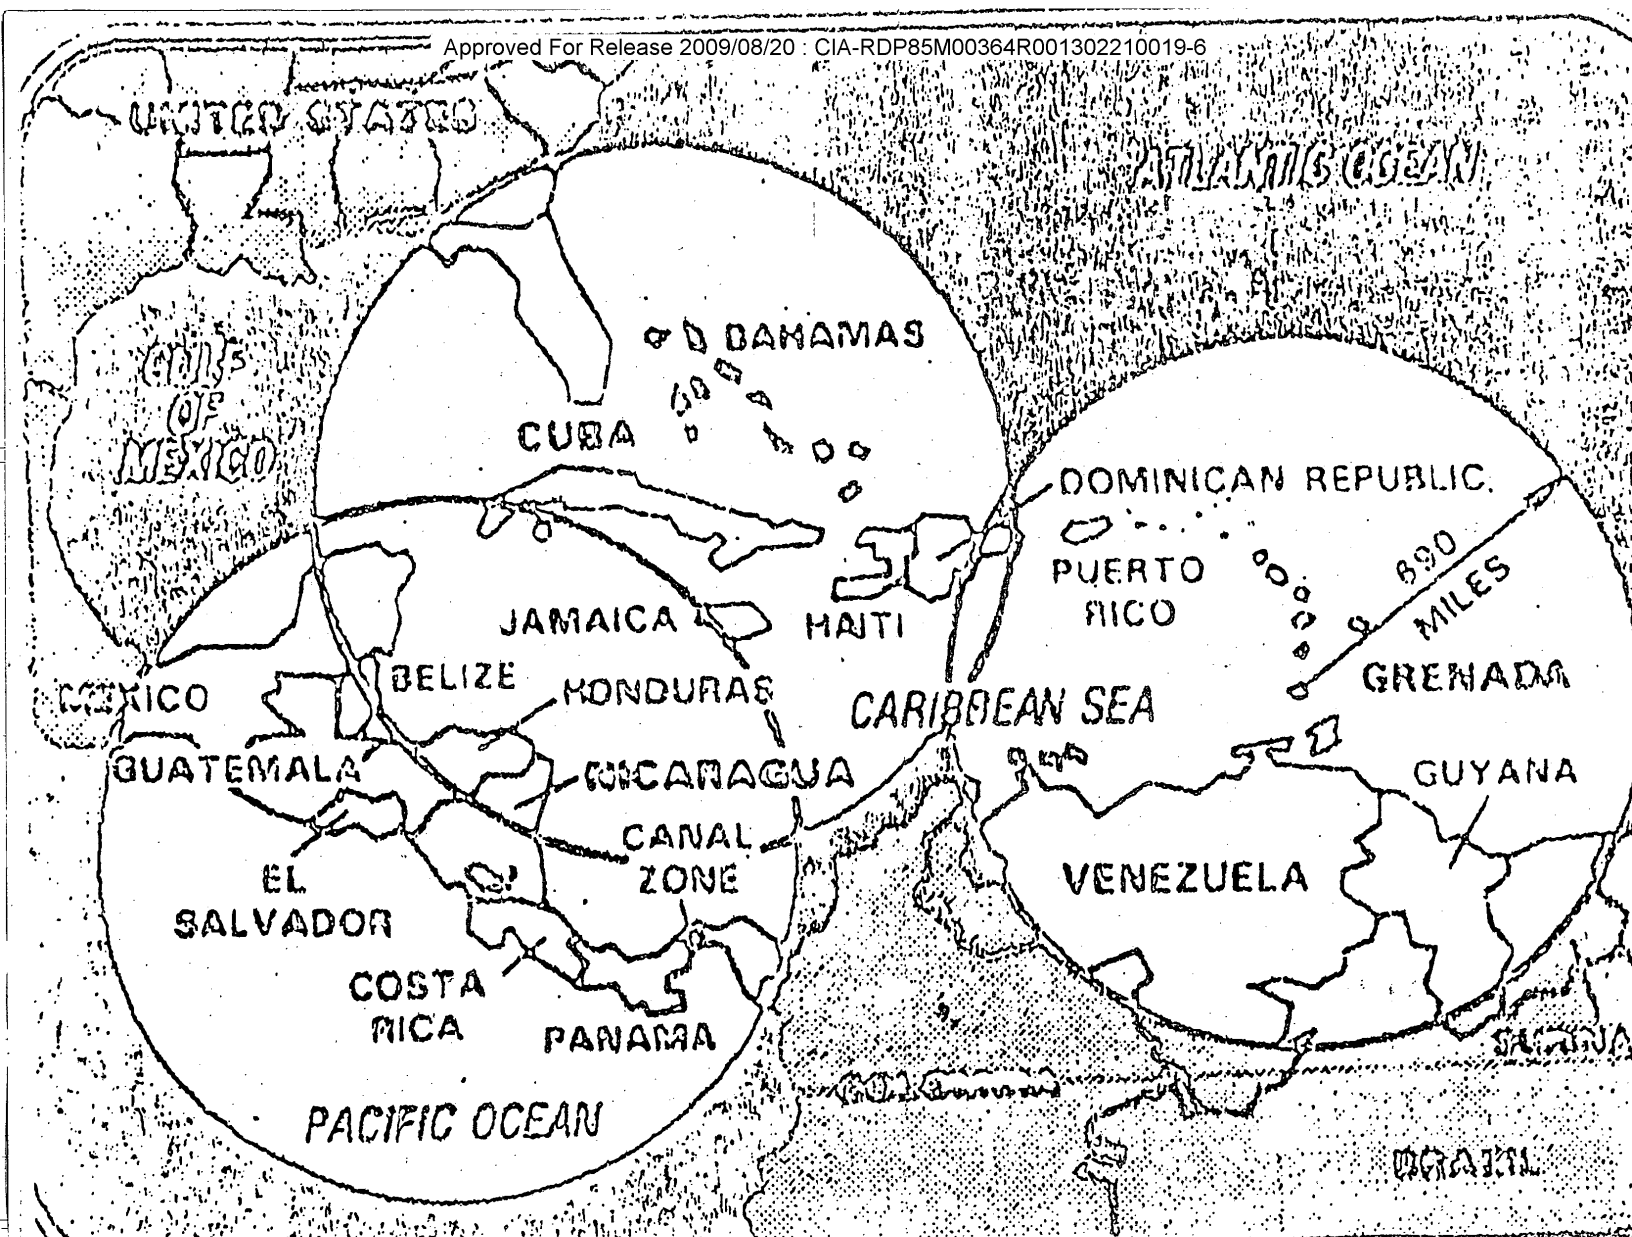 Approved For Release 2009/08/20 : CIA-RDP85M00364R001302210019-6
UNITED STATES
ATLANTIC OCEAN
GULF
OF
MEXICO
BAHAMAS
CUBA
DOMINICAN REPUBLIC
PUERTO
RICO
690
MILES
JAMAICA
HAITI
GRENADA
MEXICO
BELIZE
HONDURAS
CARIBBEAN SEA
GUATEMALA
NICARAGUA
GUYANA
CANAL
ZONE
VENEZUELA
EL
SALVADOR
COSTA
RICA
PANAMA
PACIFIC OCEAN
BRAZIL